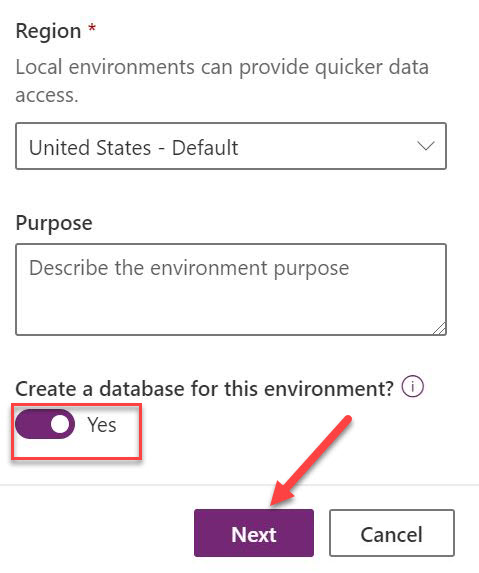 Region *
Local environments can provide quicker data
access.
United States - Default
Purpose
Describe the environment purpose
Create a database for this environment?
Yes
Next
Cancel